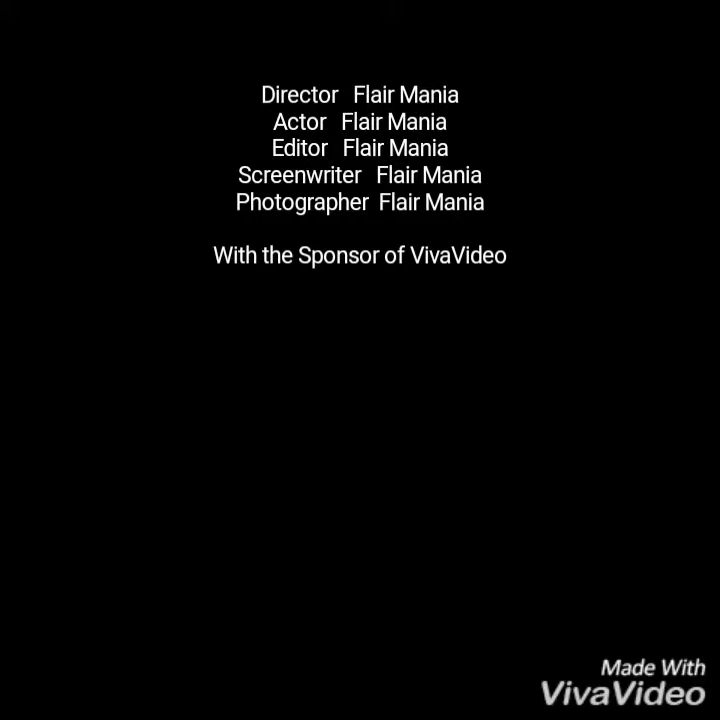 Director Flair Mania
Actor Flair Mania
Editor Flair Mania
Screenwriter Flair Mania
Photographer Flair Mania
With the Sponsor of VivaVideo
Made With
VivaVideo